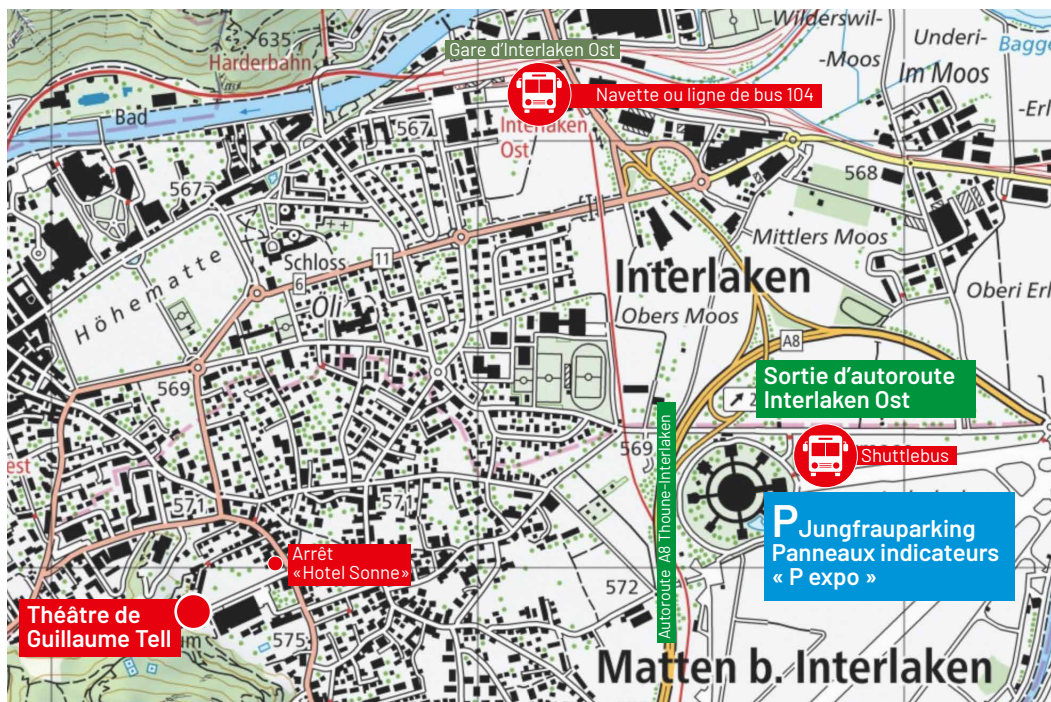 635
Harderbahn
Gare d'Interlaken Ost
Wilderswil-
-Moos
Underi-
Im Moos
-Erl
Navette ou ligne de bus 104
Bad
567
Interlaken
Ost
567
568
Mittlers Moos
Höhematte
Schloss
11
6
Öli
Interlaken
Obers Moos
Oberi Erl
A8
569
Sortie d'autoroute
Interlaken Ost
569
Shuttlebus
est
571
571
Autoroute A8 Thoune-Interlaken
P Jungfrauparking
Panneaux indicateurs
« P expo »
Arrêt
«Hotel Sonne»
572
Théâtre de
Guillaume Tell
575
Matten b. Interlaken